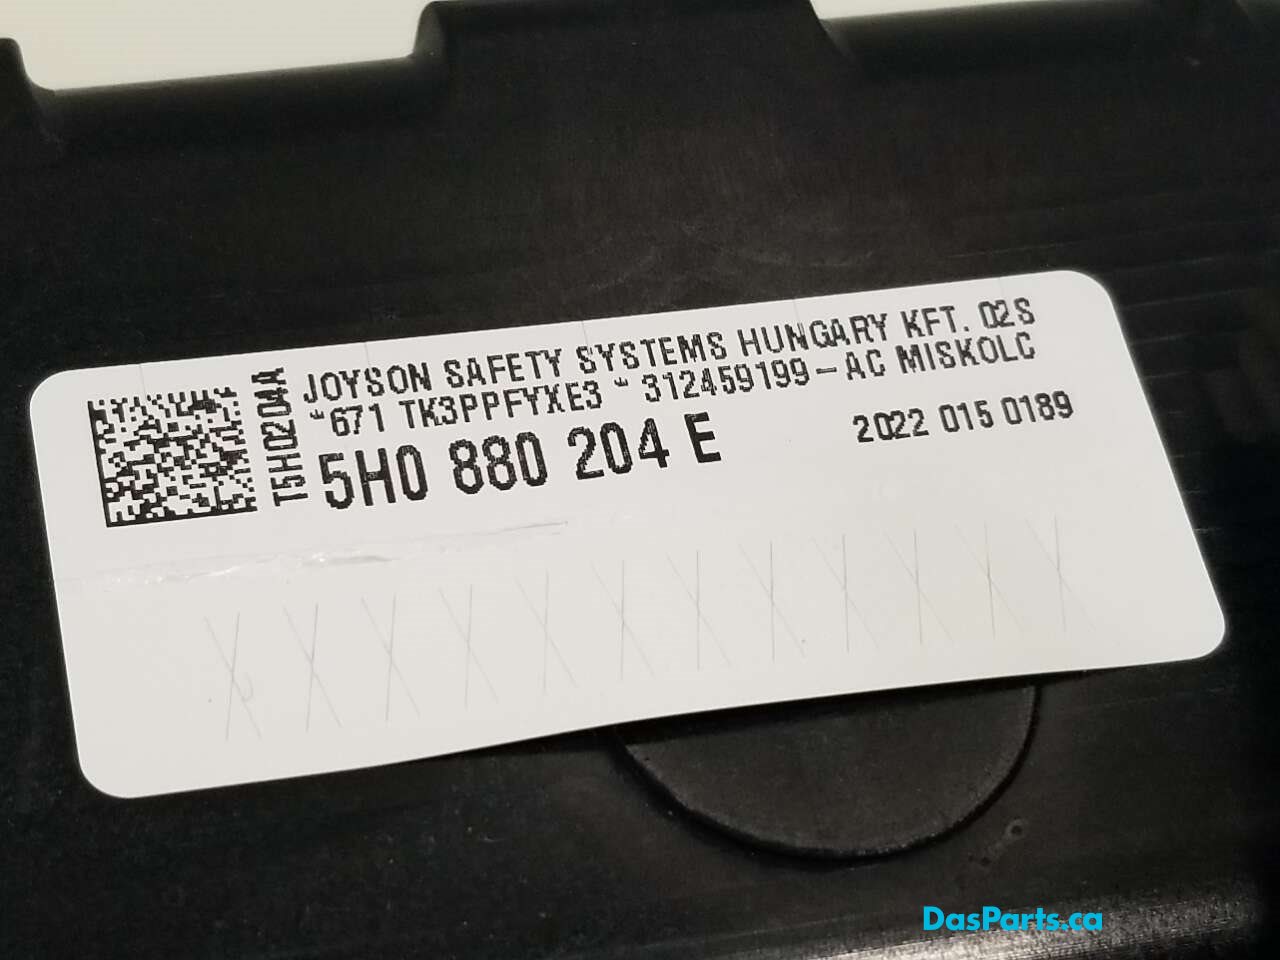 JOYSON SAFETY SYSTEMS HUNGARY KFT. 02S
*671 TK3PPFYXE3 * 312459199-AC MISKOLC
5H0 880 204 E
2022 015 0189
T5H0204A
DasParts.ca